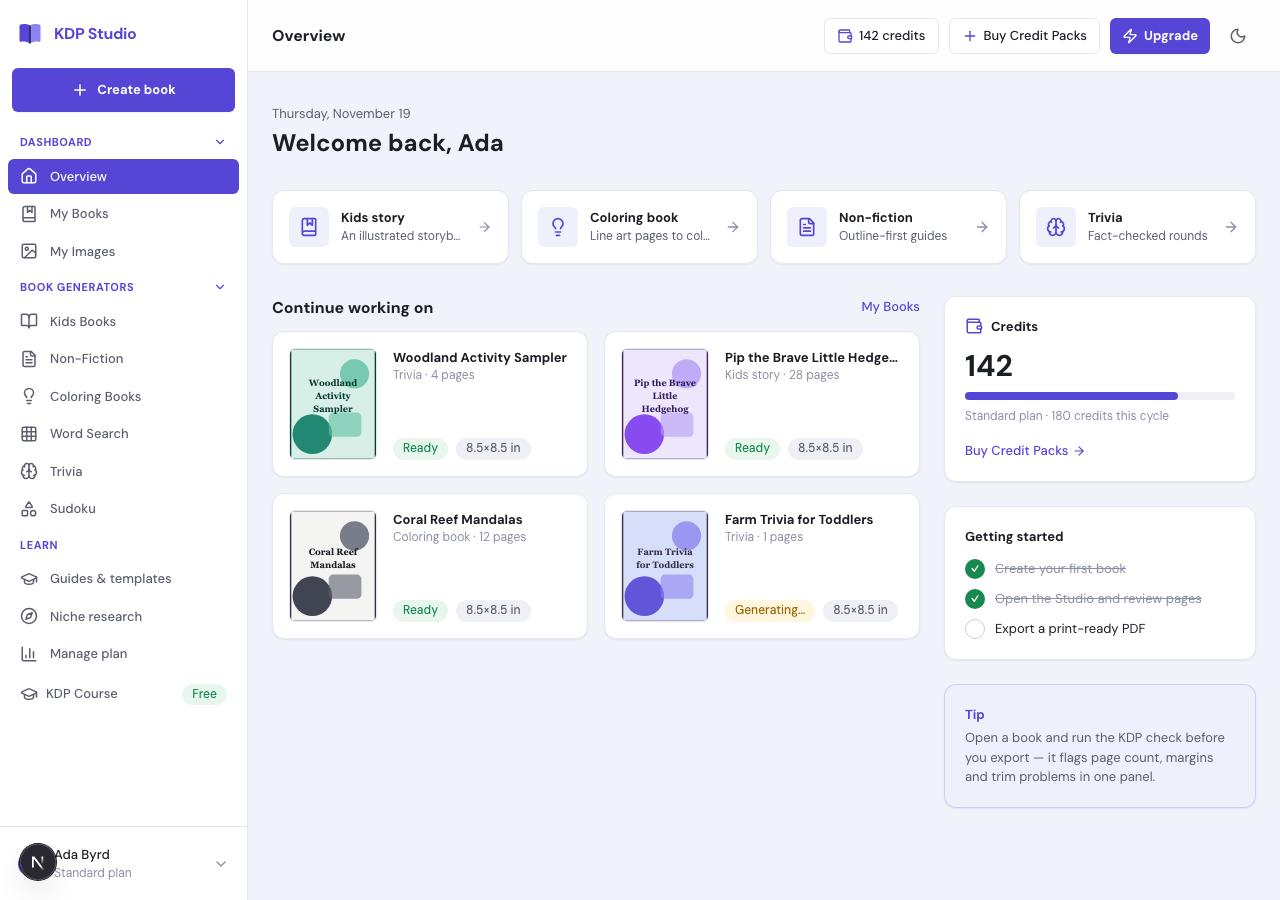 KDP Studio
Create book
DASHBOARD
Overview
My Books
My Images
BOOK GENERATORS
Kids Books
Non-Fiction
Coloring Books
Word Search
Trivia
Sudoku
LEARN
Guides & templates
Niche research
Manage plan
KDP Course
Free
N
Ada Byrd
Standard plan
Overview
142 credits
Buy Credit Packs
Upgrade
Thursday, November 19
Welcome back, Ada
Kids story
An illustrated storyb...
Coloring book
Line art pages to col...
Non-fiction
Outline-first guides
Trivia
Fact-checked rounds
Continue working on
My Books
Woodland
Activity
Sampler
Woodland Activity Sampler
Trivia · 4 pages
Ready
8.5×8.5 in
Pip the Brave
Little
Hedgehog
Pip the Brave Little Hedge...
Kids story · 28 pages
Ready
8.5×8.5 in
Coral Reef
Mandalas
Coral Reef Mandalas
Coloring book · 12 pages
Ready
8.5×8.5 in
Farm Trivia
for Toddlers
Farm Trivia for Toddlers
Trivia · 1 pages
Generating...
8.5×8.5 in
Credits
142
Standard plan · 180 credits this cycle
Buy Credit Packs →
Getting started
Create your first book
Open the Studio and review pages
Export a print-ready PDF
Tip
Open a book and run the KDP check before
you export — it flags page count, margins
and trim problems in one panel.